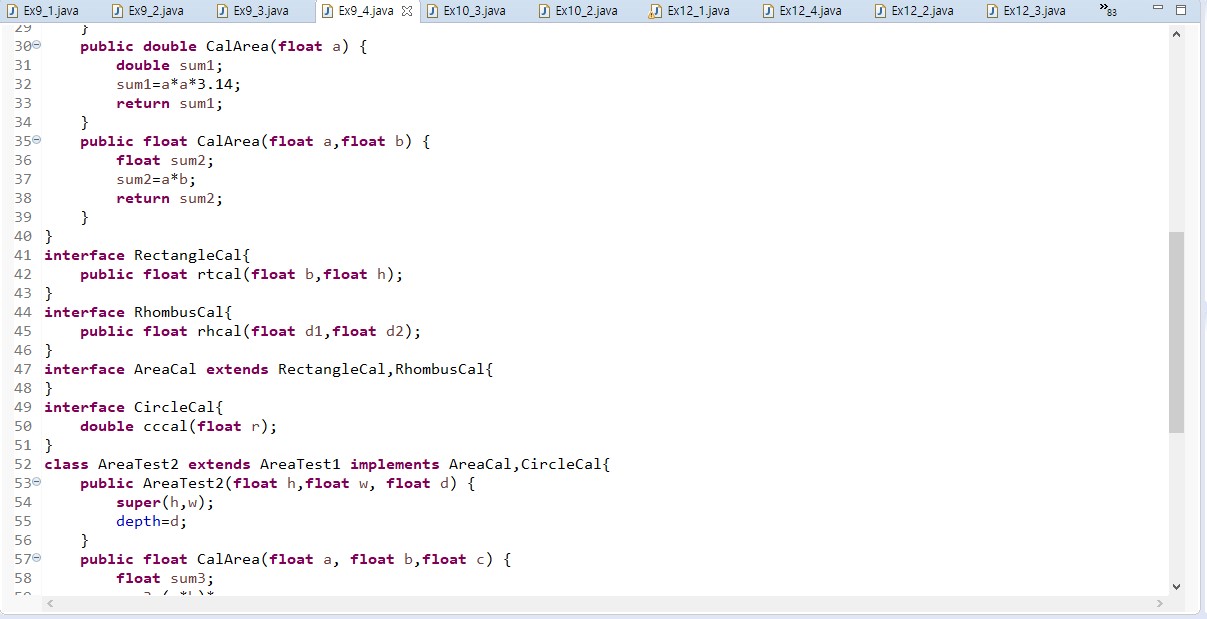 Ex9_1.java Ex9_2.java Ex9_3.java Ex9_4.java Ex10_3.java Ex10_2.java Ex12_1.java Ex12_4.java Ex12_2.java Ex12_3.java »83
29 }
30 public double CalArea(float a) {
31 double sum1;
32 sum1=a*a*3.14;
33 return sum1;
34 }
35 public float CalArea(float a,float b) {
36 float sum2;
37 sum2=a*b;
38 return sum2;
39 }
40 }
41 interface RectangleCal{
42 public float rtcal(float b,float h);
43 }
44 interface RhombusCal{
45 public float rhcal(float d1,float d2);
46 }
47 interface AreaCal extends RectangleCal,RhombusCal{
48 }
49 interface CircleCal{
50 double cccal(float r);
51 }
52 class AreaTest2 extends AreaTest1 implements AreaCal,CircleCal{
53 public AreaTest2(float h,float w, float d) {
54 super(h,w);
55 depth=d;
56 }
57 public float CalArea(float a, float b,float c) {
58 float sum3;